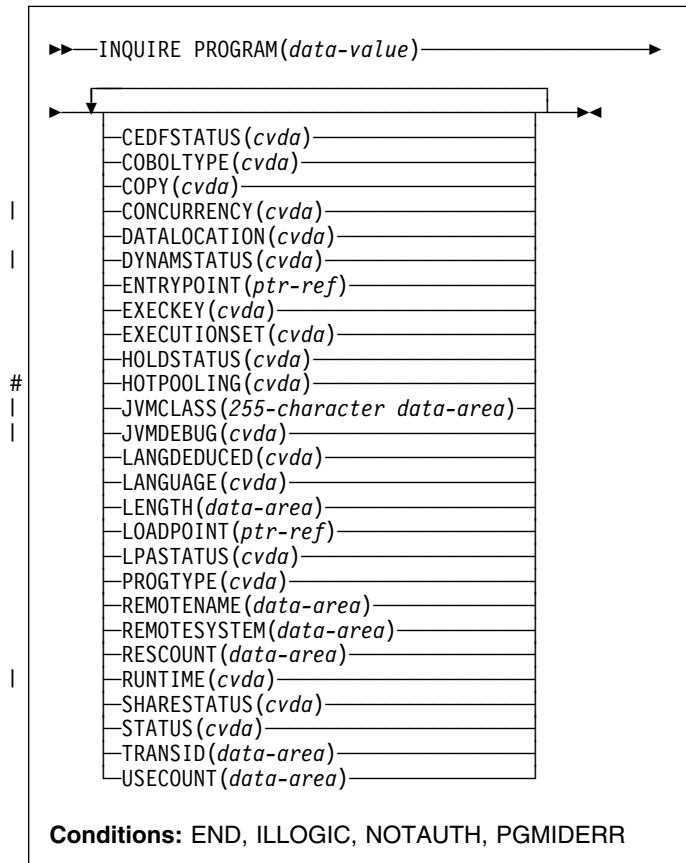 INQUIRE PROGRAM(data-value)
CEDFSTATUS(cvda)
COBOLTYPE(cvda)
COPY(cvda)
| CONCURRENCY(cvda)
DATALOCATION(cvda)
| DYNAMSTATUS(cvda)
ENTRYPOINT(ptr-ref)
EXECKEY(cvda)
EXECUTIONSET(cvda)
HOLDSTATUS(cvda)
# HOTPOOLING(cvda)
| JVMCLASS(255-character data-area)
| JVMDEBUG(cvda)
LANGDEDUCED(cvda)
LANGUAGE(cvda)
LENGTH(data-area)
LOADPOINT(ptr-ref)
LPASTATUS(cvda)
PROGTYPE(cvda)
REMOTENAME(data-area)
REMOTESYSTEM(data-area)
RESCOUNT(data-area)
| RUNTIME(cvda)
SHARESTATUS(cvda)
STATUS(cvda)
TRANSID(data-area)
USECOUNT(data-area)
Conditions: END, ILLOGIC, NOTAUTH, PGMIDERR